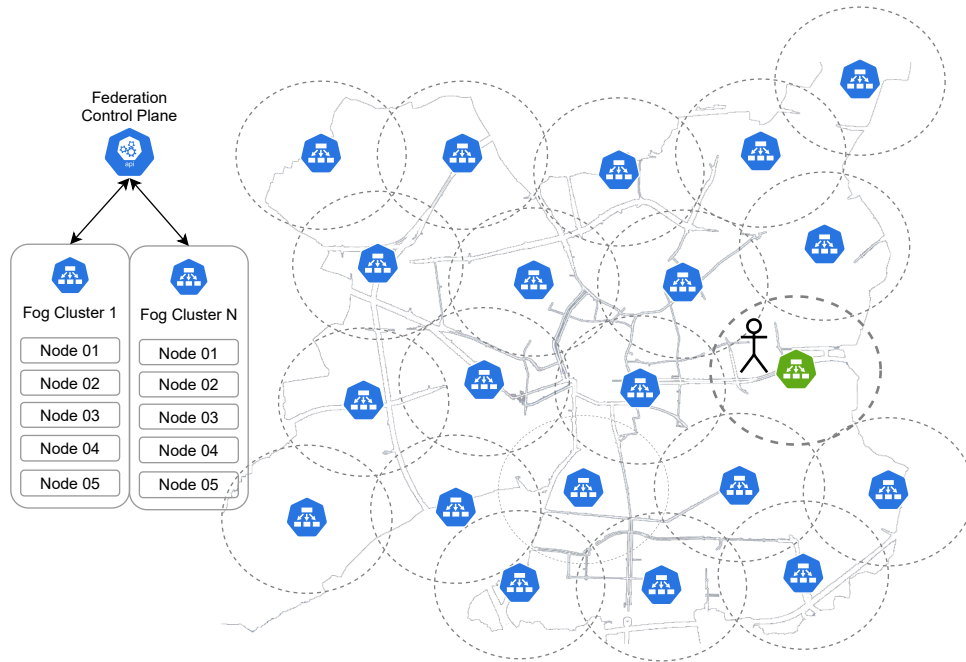 Federation
Control Plane
api
Fog Cluster 1
Node 01
Node 02
Node 03
Node 04
Node 05
Fog Cluster N
Node 01
Node 02
Node 03
Node 04
Node 05